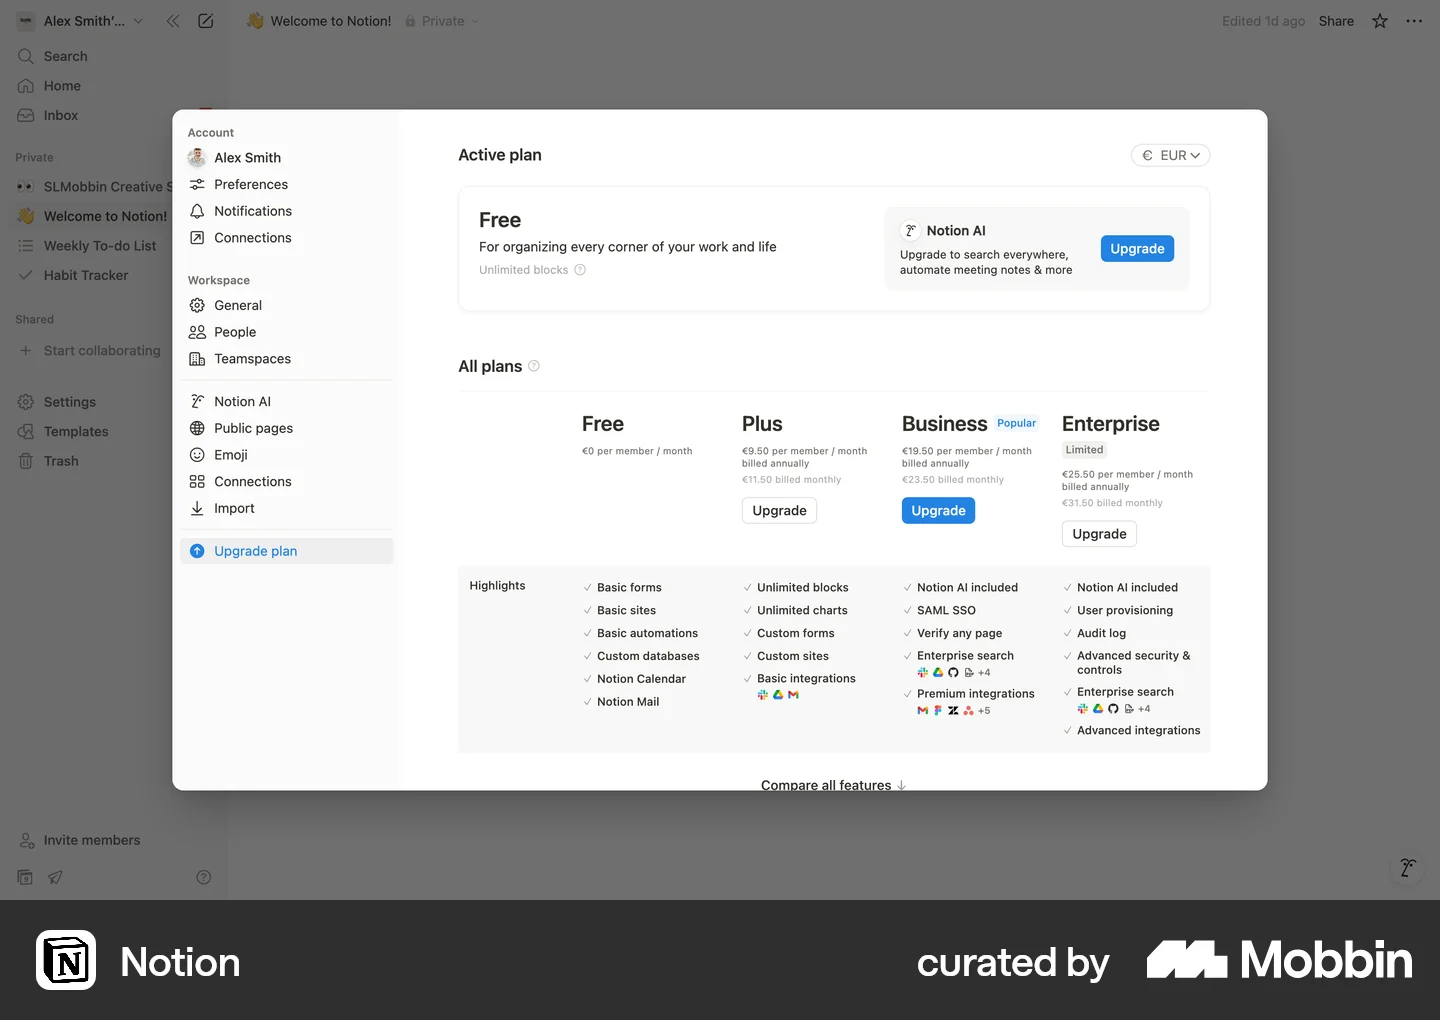 Alex Smith'...
Welcome to Notion!
Private
Edited 1d ago
Share
Search
Home
Inbox
Private
SLMobbin Creative S
Welcome to Notion!
Weekly To-do List
Habit Tracker
Shared
Start collaborating
Settings
Templates
Trash
Invite members
Account
Alex Smith
Preferences
Notifications
Connections
Workspace
General
People
Teamspaces
Notion AI
Public pages
Emoji
Connections
Import
Upgrade plan
Active plan
€ EUR
Free
For organizing every corner of your work and life
Unlimited blocks
Notion AI
Upgrade to search everywhere,
automate meeting notes & more
Upgrade
All plans
Free
€0 per member / month
Plus
€9.50 per member / month
billed annually
€11.50 billed monthly
Upgrade
Business
Popular
€19.50 per member / month
billed annually
€23.50 billed monthly
Upgrade
Enterprise
Limited
€25.50 per member / month
billed annually
€31.50 billed monthly
Upgrade
Highlights
Basic forms
Basic sites
Basic automations
Custom databases
Notion Calendar
Notion Mail
Unlimited blocks
Unlimited charts
Custom forms
Custom sites
Basic integrations
Notion AI included
SAML SSO
Verify any page
Enterprise search
+4
Premium integrations
+5
Notion AI included
User provisioning
Audit log
Advanced security &
controls
Enterprise search
+4
Advanced integrations
Compare all features
Notion
curated by
Mobbin